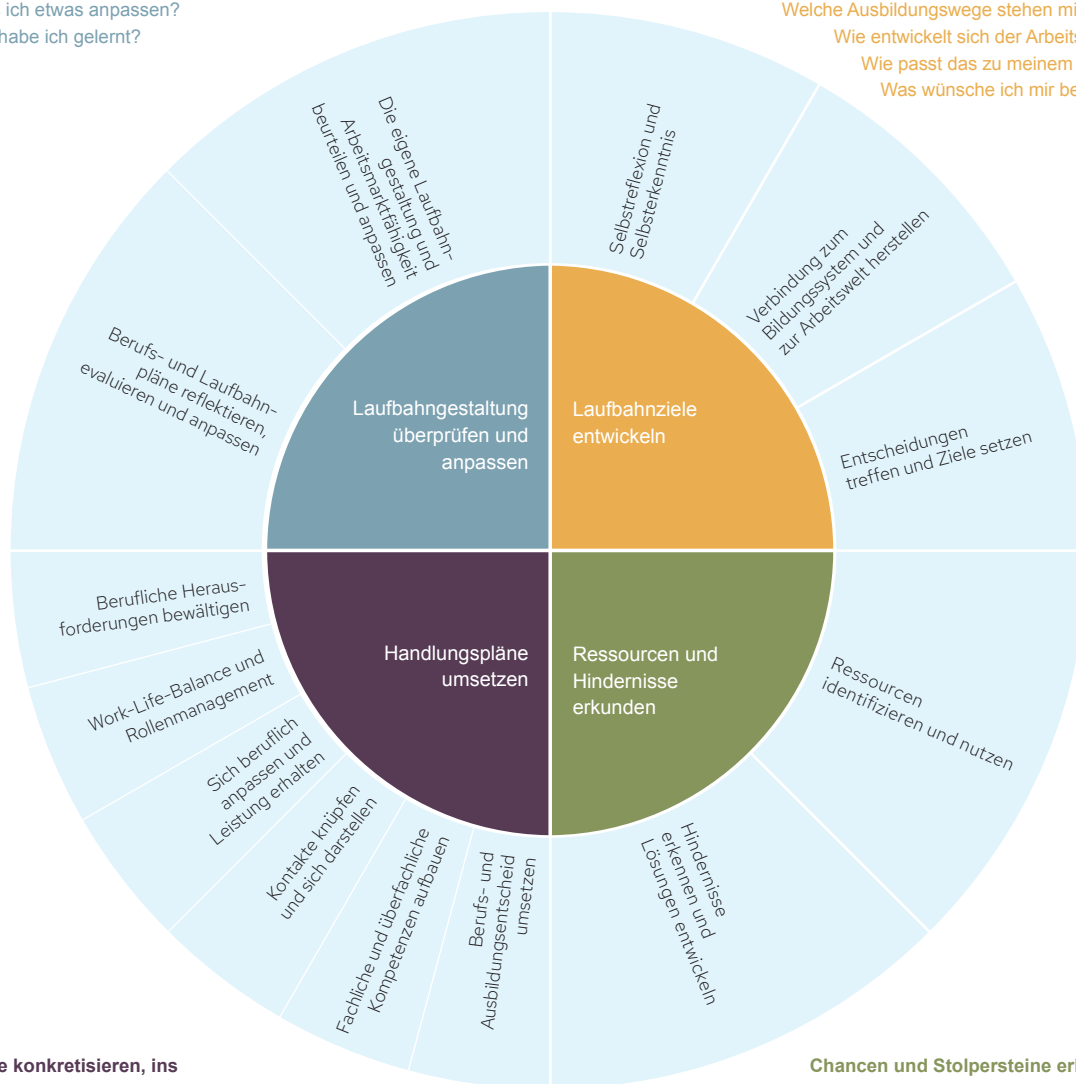 ich etwas anpassen?
habe ich gelernt?
Welche Ausbildungswege stehen mi
Wie entwickelt sich der Arbeits
Wie passt das zu meinem
Was wünsche ich mir be
Die eigene Laufbahn-
gestaltung und
Arbeitsmarktfähigkeit
beurteilen und anpassen
Selbstreflexion und
Selbsterkenntnis
Verbindung zum
Bildungssystem und
zur Arbeitswelt herstellen
Berufs- und Laufbahn-
pläne reflektieren,
evaluieren und anpassen
Laufbahngestaltung
überprüfen und
anpassen
Laufbahnziele
entwickeln
Entscheidungen
treffen und Ziele setzen
Berufliche Heraus-
forderungen bewältigen
Handlungspläne
umsetzen
Ressourcen und
Hindernisse
erkunden
Ressourcen
identifizieren und nutzen
Work-Life-Balance und
Rollenmanagement
Sich beruflich
anpassen und
Leistung erhalten
Kontakte knüpfen
und sich darstellen
Fachliche und überfachliche
Kompetenzen aufbauen
Berufs- und
Ausbildungsentscheid
umsetzen
Hindernisse
erkennen und
Lösungen entwickeln
e konkretisieren, ins
Chancen und Stolpersteine er